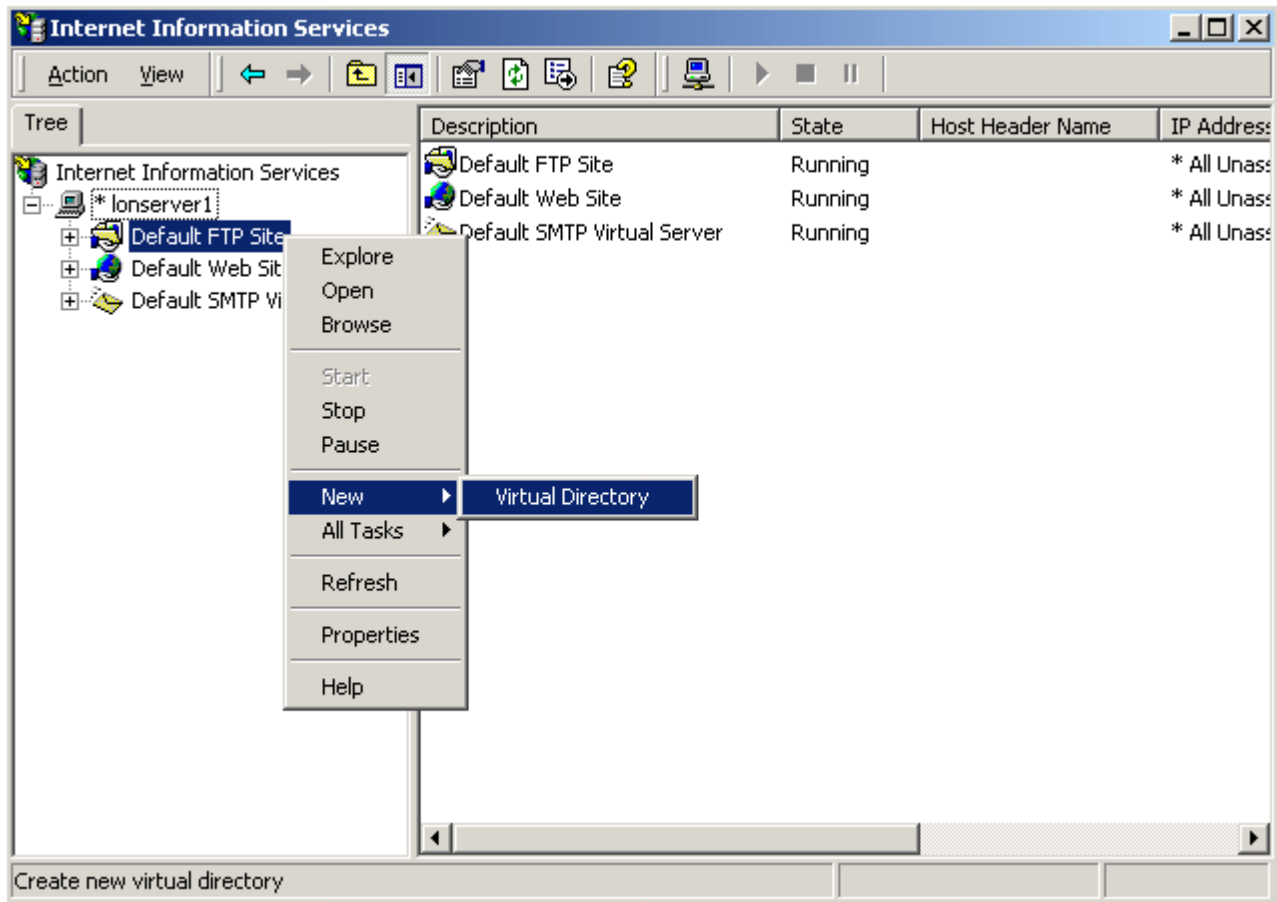 Internet Information Services
Action View
Tree
Description State Host Header Name IP Address
Internet Information Services
* lonserver1
Default FTP Site
Default Web Sit
Default SMTP Vi
Default FTP Site Running * All Unass
Default Web Site Running * All Unass
Default SMTP Virtual Server Running * All Unass
Explore
Open
Browse
Start
Stop
Pause
New
Virtual Directory
All Tasks
Refresh
Properties
Help
Create new virtual directory